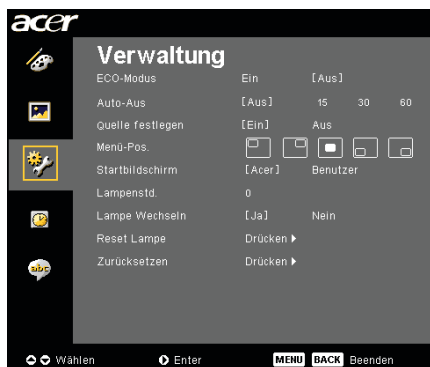 acer
Verwaltung
ECO-Modus Ein [Aus]
Auto-Aus [Aus] 15 30 60
Quelle festlegen [Ein] Aus
Menü-Pos.
Startbildschirm [Acer] Benutzer
Lampenstd. 0
Lampe Wechseln [Ja] Nein
Reset Lampe Drücken
Zurücksetzen Drücken
abc
Wählen Enter MENU BACK Beenden